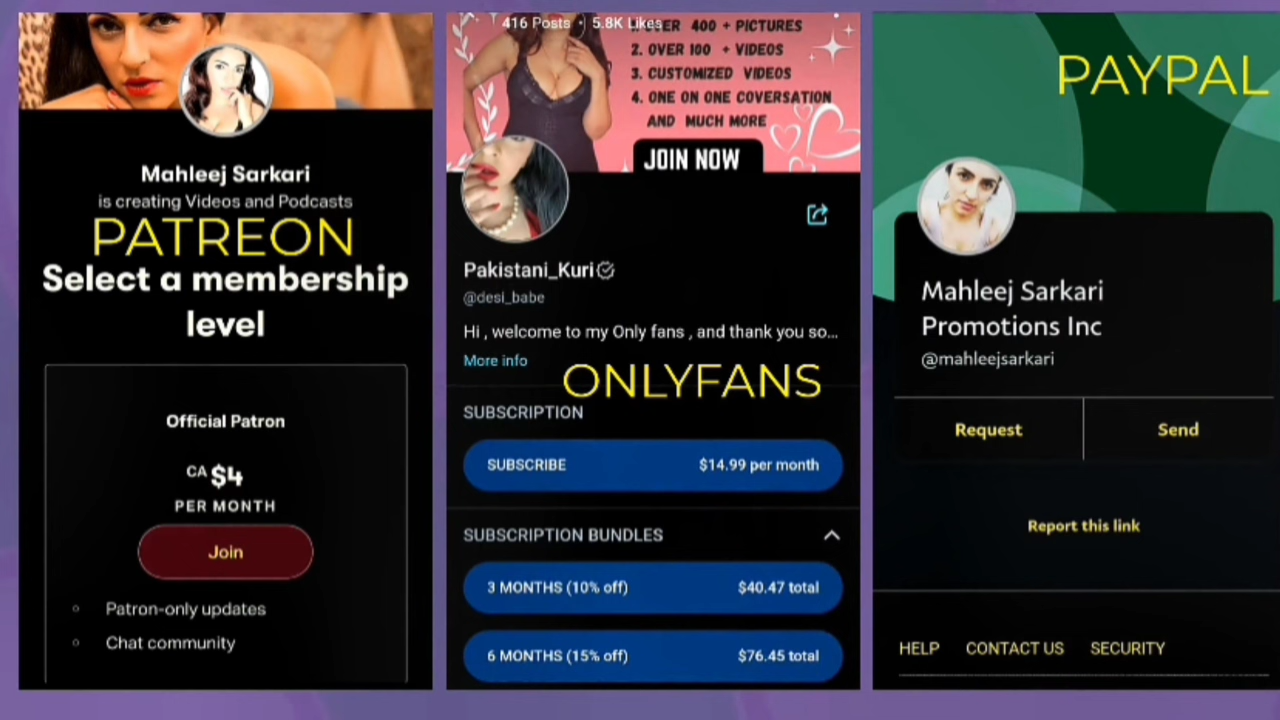 Mahleej Sarkari
is creating Videos and Podcasts
PATREON
Select a membership
level
Official Patron
CA $4
PER MONTH
Join
Patron-only updates
Chat community
416 Posts • 5.8K Likes
OVER 400 + PICTURES
2. OVER 100 + VIDEOS
3. CUSTOMIZED VIDEOS
4. ONE ON ONE COVERSATION
AND MUCH MORE
JOIN NOW
Pakistani_Kuri
@desi_babe
Hi , welcome to my Only fans , and thank you so...
More info
ONLYFANS
SUBSCRIPTION
SUBSCRIBE $14.99 per month
SUBSCRIPTION BUNDLES
3 MONTHS (10% off) $40.47 total
6 MONTHS (15% off) $76.45 total
PAYPAL
Mahleej Sarkari
Promotions Inc
@mahleejsarkari
Request Send
Report this link
HELP CONTACT US SECURITY